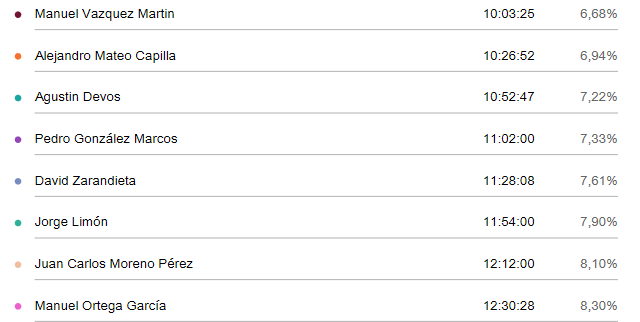 Manuel Vazquez Martin 10:03:25 6,68%
Alejandro Mateo Capilla 10:26:52 6,94%
Agustin Devos 10:52:47 7,22%
Pedro González Marcos 11:02:00 7,33%
David Zarandieta 11:28:08 7,61%
Jorge Limón 11:54:00 7,90%
Juan Carlos Moreno Pérez 12:12:00 8,10%
Manuel Ortega García 12:30:28 8,30%